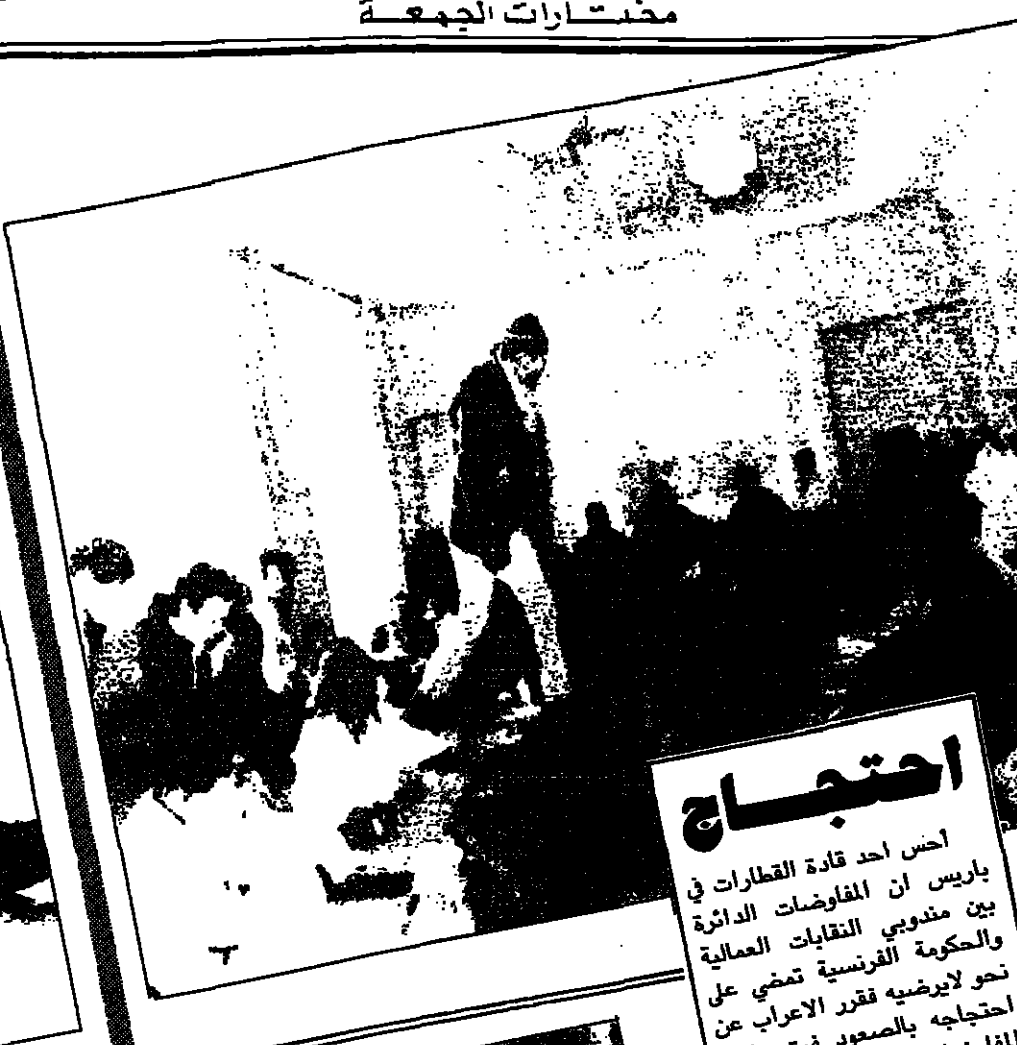 مختارات الجمعة
احتجاج
أحس احد قادة القطارات في
باريس ان المفاوضات الدائرة
بين مندوبي النقابات العمالية
والحكومة الفرنسية تمضي على
نحو لايرضيه فقرر الاعراب عن
احتجاجه بالصعود